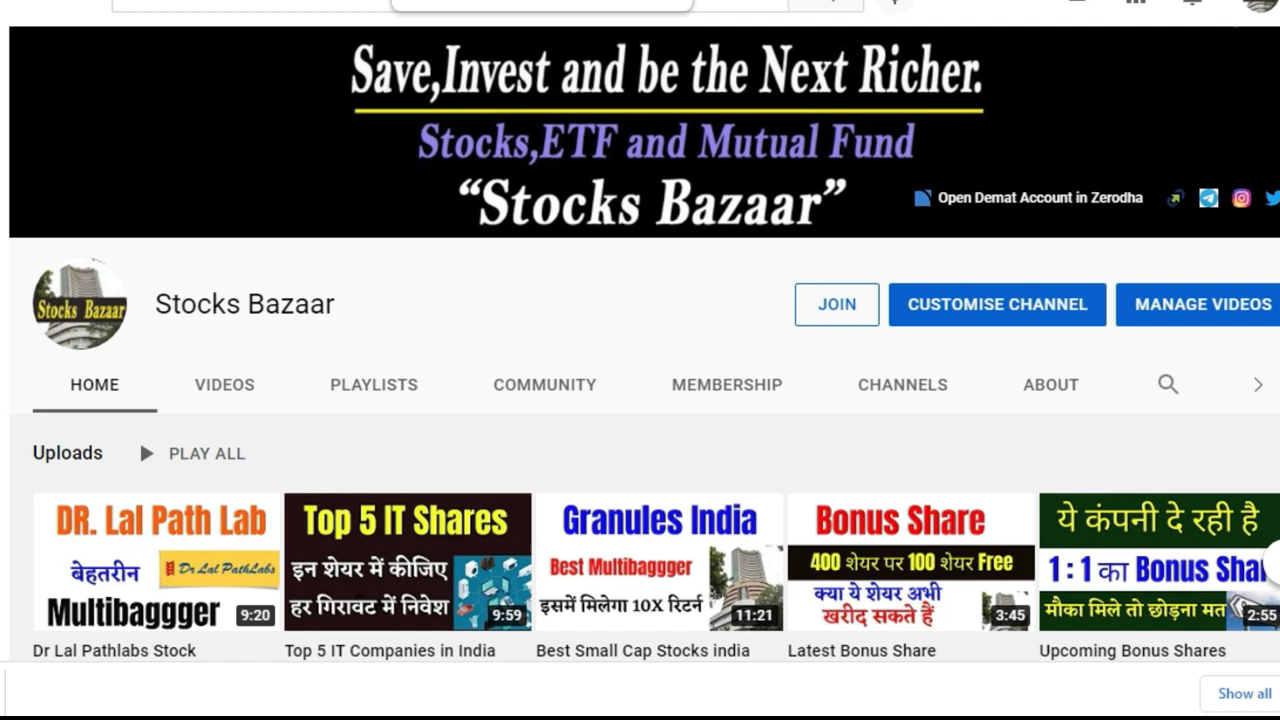 Save,Invest and be the Next Richer.
Stocks,ETF and Mutual Fund
“Stocks Bazaar”
Open Demat Account in Zerodha
Stocks Bazaar
Stocks Bazaar
JOIN
CUSTOMISE CHANNEL
MANAGE VIDEOS
HOME
VIDEOS
PLAYLISTS
COMMUNITY
MEMBERSHIP
CHANNELS
ABOUT
Uploads
PLAY ALL
DR. Lal Path Lab
बेहतरीन
Dr Lal PathLabs
Multibaggger
9:20
Dr Lal Pathlabs Stock
Top 5 IT Shares
इन शेयर में कीजिए
हर गिरावट में निवेश
9:59
Top 5 IT Companies in India
Granules India
Best Multibaggger
इसमें मिलेगा 10X रिटर्न
11:21
Best Small Cap Stocks india
Bonus Share
400 शेयर पर 100 शेयर Free
क्या ये शेयर अभी
खरीद सकते हैं
3:45
Latest Bonus Share
ये कंपनी दे रही है
1:1 का Bonus Shar
मौका मिले तो छोड़ना मत
2:55
Upcoming Bonus Shares
Show all